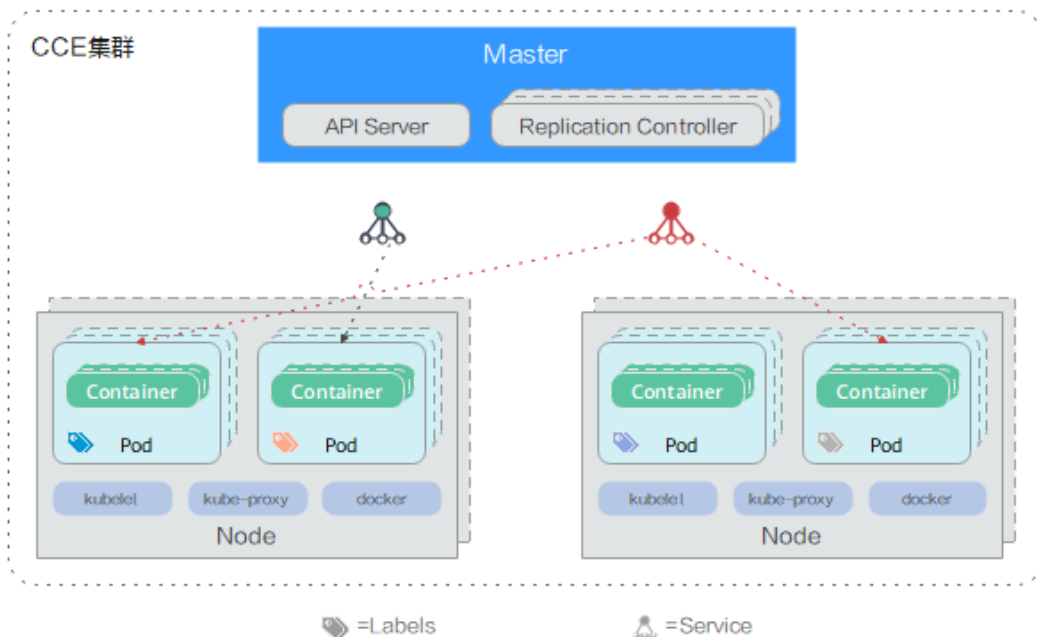 CCE集群
Master
API Server
Replication Controller
Container
Container
Container
Container
Pod
Pod
Pod
Pod
kubelet
kube-proxy
docker
kubelet
kube-proxy
docker
Node
Node
=Labels
=Service